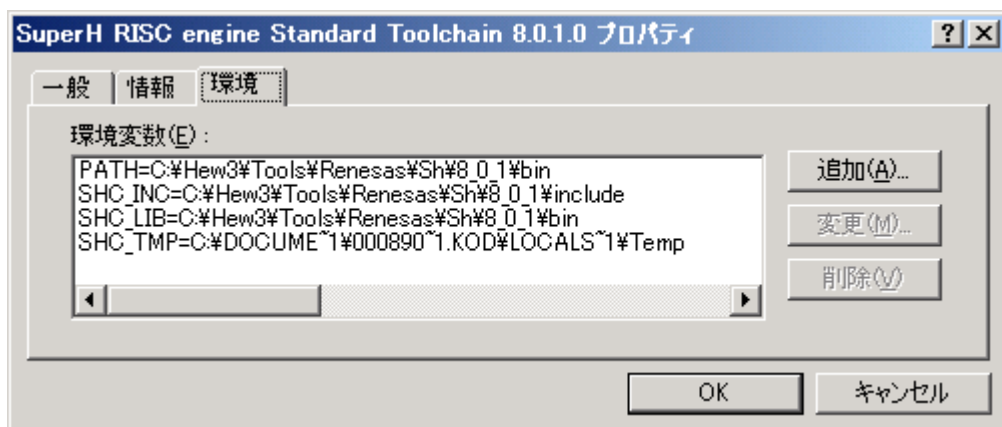 SuperH RISC engine Standard Toolchain 8.0.1.0 プロパティ
一般 情報 環境
環境変数(E):
PATH=C:¥Hew3¥Tools¥Renesas¥Sh¥8_0_1¥bin
SHC_INC=C:¥Hew3¥Tools¥Renesas¥Sh¥8_0_1¥include
SHC_LIB=C:¥Hew3¥Tools¥Renesas¥Sh¥8_0_1¥bin
SHC_TMP=C:¥DOCUME~1¥000890~1.KOD¥LOCALS~1¥Temp
追加(A)...
変更(M)...
削除(V)
OK キャンセル